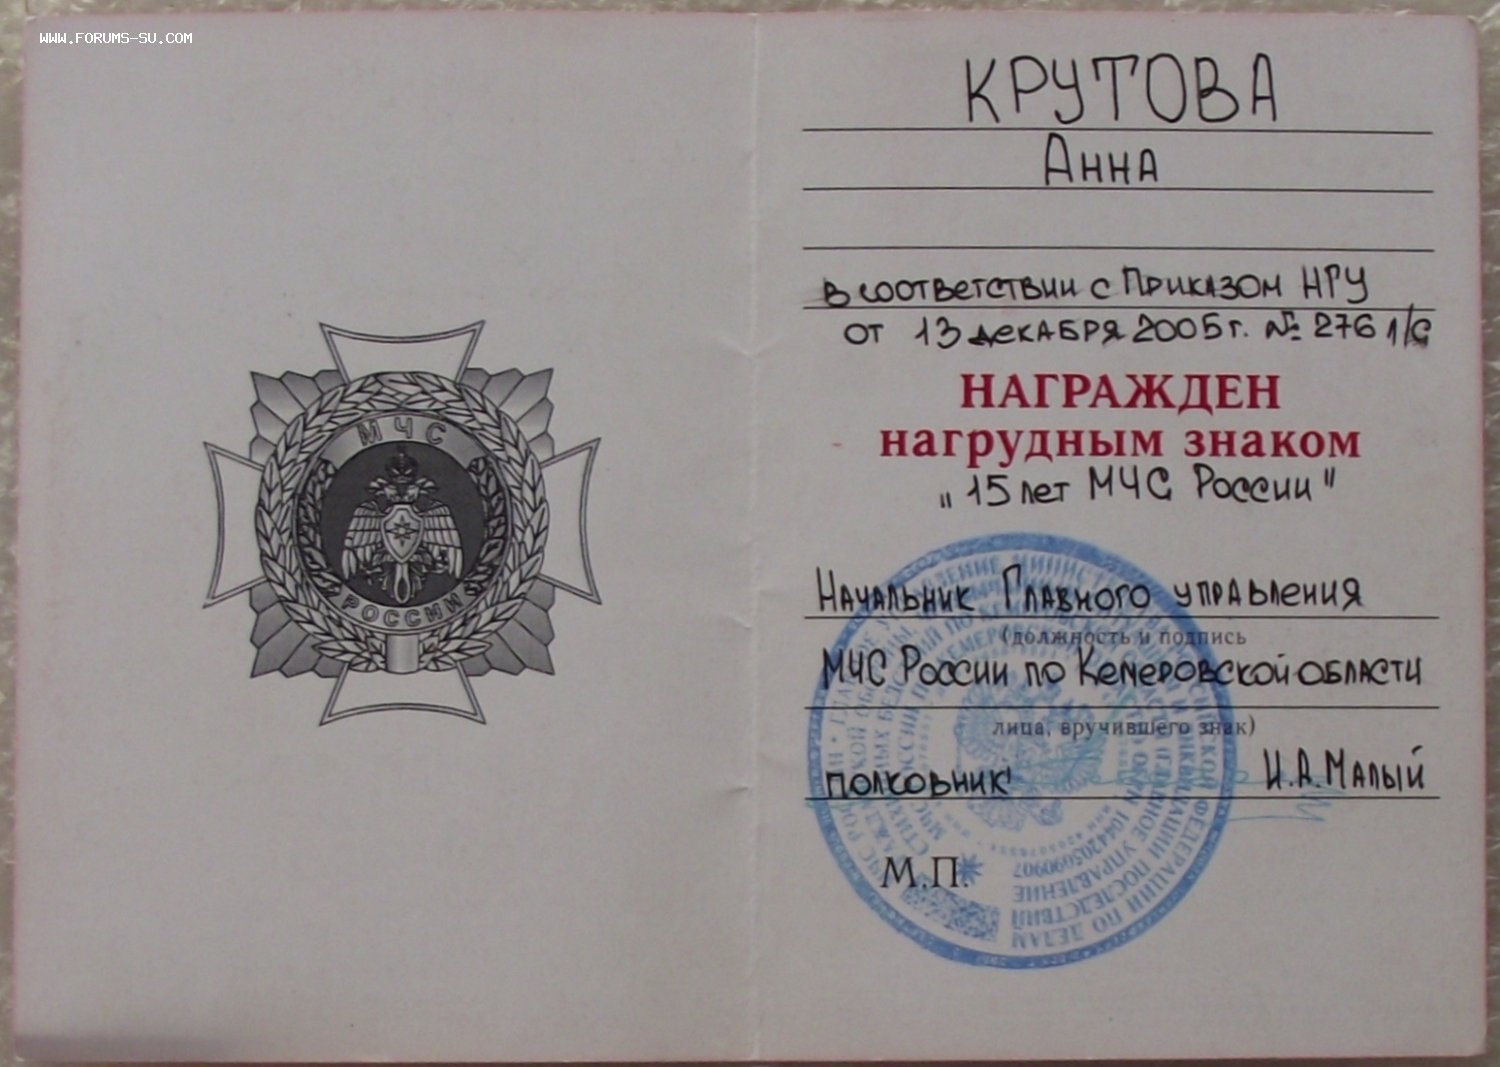 WWW.FORUMS-SU.COM
МЧС
РОССИИ
КРУТОВА
Анна
в соответствии с Приказом НГУ
от 13 декабря 2005г. № 276 л/с
НАГРАЖДЕН
нагрудным знаком
„15 лет МЧС России"
Начальник Главного управления
(должность и подпись
МЧС России по Кемеровской области
лица, вручившего знак)
полковник И.А.Малый
М.П.